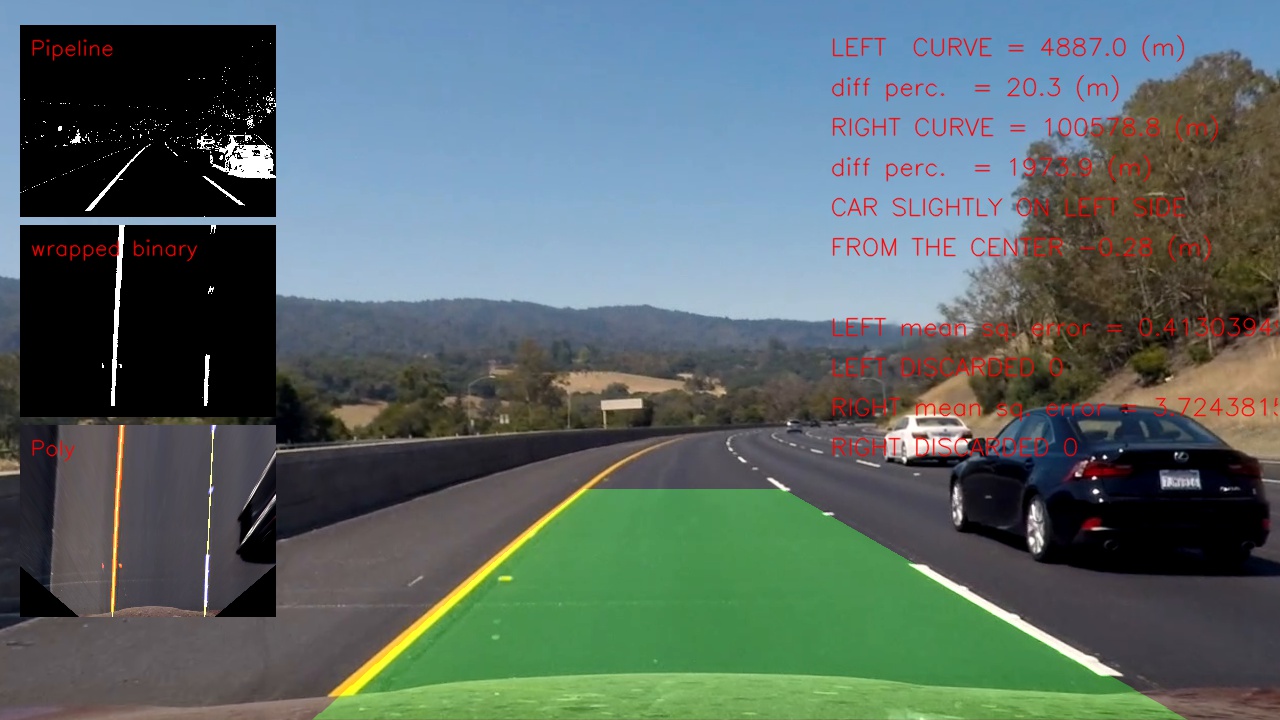 Pipeline
wrapped binary
Poly
LEFT  CURVE = 4887.0 (m)
diff perc.  = 20.3 (m)
RIGHT CURVE = 100578.8 (m)
diff perc.  = 1973.9 (m)
CAR SLIGHTLY ON LEFT SIDE
FROM THE CENTER -0.28 (m)
LEFT mean sq. error = 0.4130394
LEFT DISCARDED 0
RIGHT mean sq. error = 3.724381
RIGHT DISCARDED 0